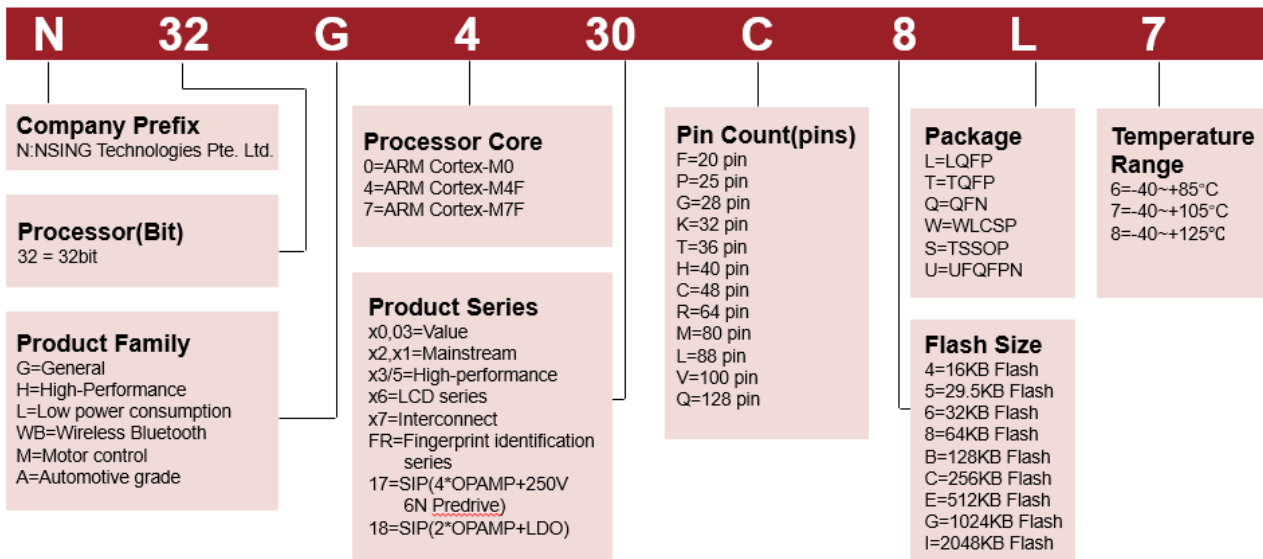 N 32 G 4 30 C 8 L 7
Company Prefix
N:NSING Technologies Pte. Ltd.
Processor(Bit)
32 = 32bit
Product Family
G=General
H=High-Performance
L=Low power consumption
WB=Wireless Bluetooth
M=Motor control
A=Automotive grade
Processor Core
0=ARM Cortex-M0
4=ARM Cortex-M4F
7=ARM Cortex-M7F
Product Series
x0,03=Value
x2,x1=Mainstream
x3/5=High-performance
x6=LCD series
x7=Interconnect
FR=Fingerprint identification
series
17=SIP(4*OPAMP+250V
6N Predrive)
18=SIP(2*OPAMP+LDO)
Pin Count(pins)
F=20 pin
P=25 pin
G=28 pin
K=32 pin
T=36 pin
H=40 pin
C=48 pin
R=64 pin
M=80 pin
L=88 pin
V=100 pin
Q=128 pin
Package
L=LQFP
T=TQFP
Q=QFN
W=WLCSP
S=TSSOP
U=UFQFPN
Flash Size
4=16KB Flash
5=29.5KB Flash
6=32KB Flash
8=64KB Flash
B=128KB Flash
C=256KB Flash
E=512KB Flash
G=1024KB Flash
I=2048KB Flash
Temperature
Range
6=-40~+85°C
7=-40~+105°C
8=-40~+125℃